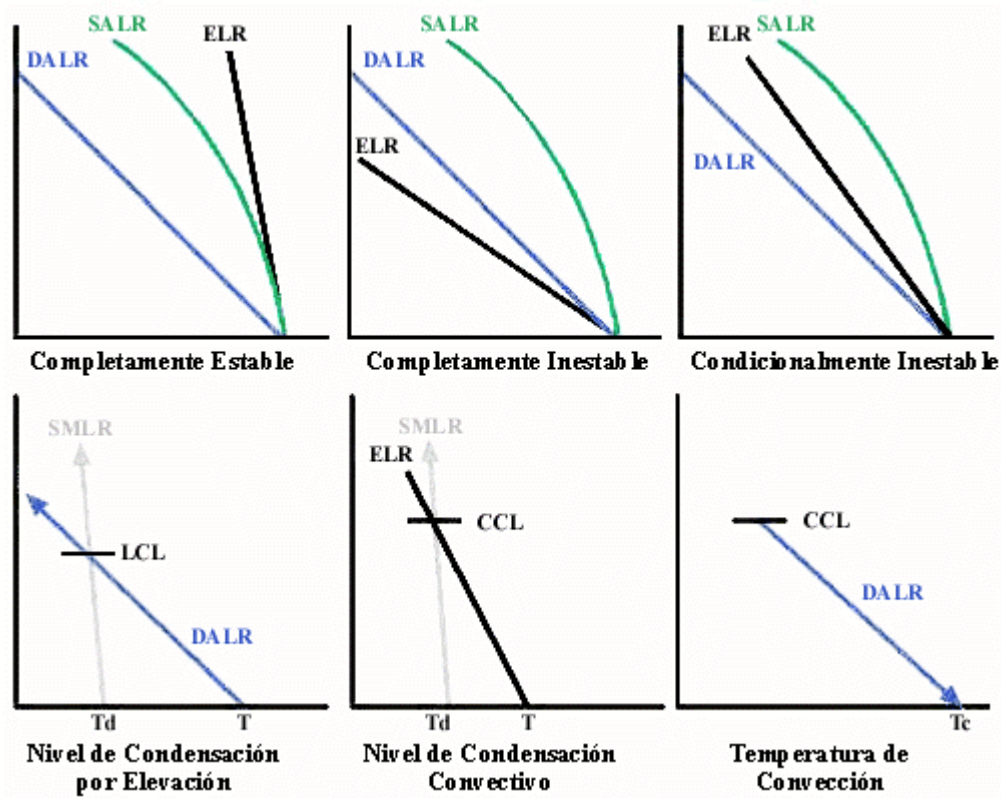 SALR
ELR
DALR
Completamente Estable
SALR
DALR
ELR
Completamente Inestable
ELR
SALR
DALR
Condicionalmente Inestable
SMLR
LCL
DALR
Td
T
Nivel de Condensación
por Elevación
SMLR
ELR
CCL
Td
T
Nivel de Condensación
Convectivo
CCL
DALR
Tc
Temperatura de
Convección